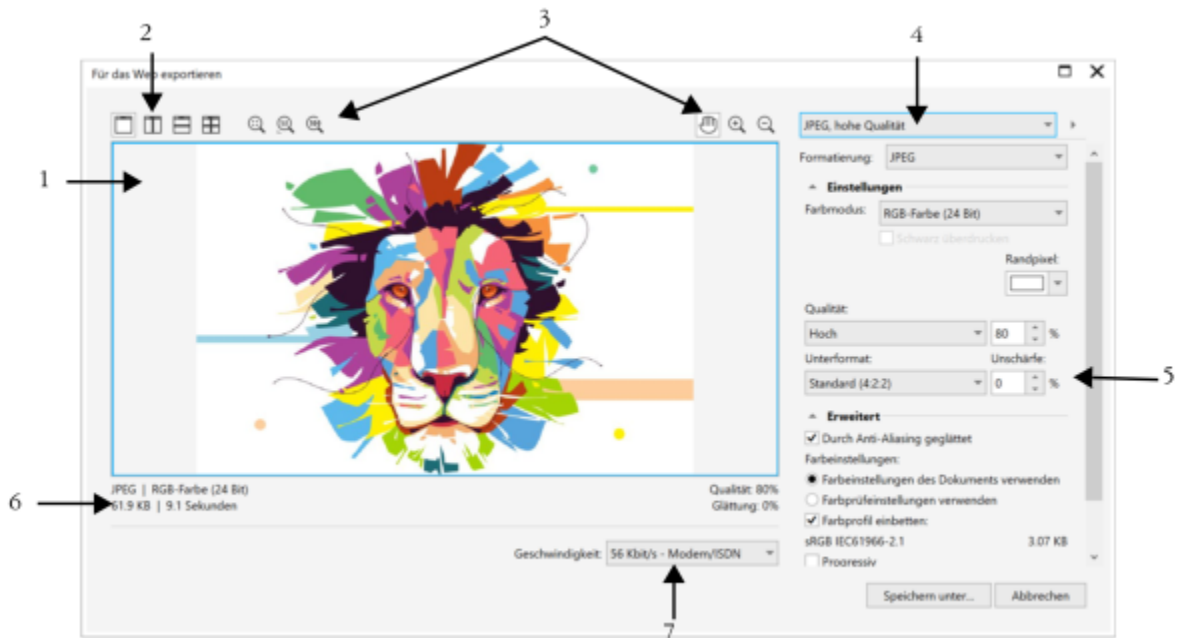 3
4
2
Für das Web exportieren
JPEG, hohe Qualität
Formatierung: JPEG
1
Einstellungen
Farbmodus: RGB-Farbe (24 Bit)
Schwarz überdrucken
Randpixel:
Qualität:
Hoch 80 %
Unterformat: Unschärfe:
Standard (4:2:2) 0 %
5
Erweitert
Durch Anti-Aliasing geglättet
Farbeinstellungen:
Farbeinstellungen des Dokuments verwenden
Farbprüfeinstellungen verwenden
Farbprofil einbetten:
sRGB IEC61966-2.1 3.07 KB
Progressiv
JPEG | RGB-Farbe (24 Bit) Qualität: 80%
6
61.9 KB | 9.1 Sekunden Glättung: 0%
Geschwindigkeit: 56 Kbit/s - Modem/ISDN
Speichern unter... Abbrechen
7